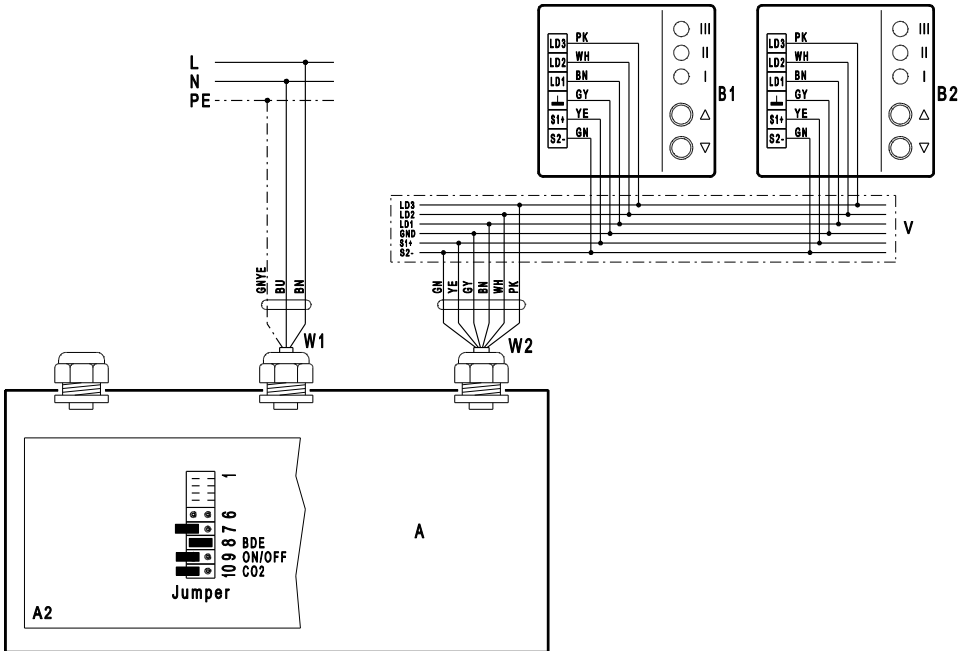 L
N
PE
GNYE
BU
BN
W1
LD3 PK
LD2 WH
LD1 BN
GY
S1+ YE
S2- GN
III
II
I
B1
LD3 PK
LD2 WH
LD1 BN
GY
S1+ YE
S2- GN
III
II
I
B2
LD3
LD2
LD1
GND
S1+
S2-
V
GN
YE
GY
BN
WH
PK
W2
1
6
7
8 BDE
9 ON/OFF
10 CO2
Jumper
A2
A